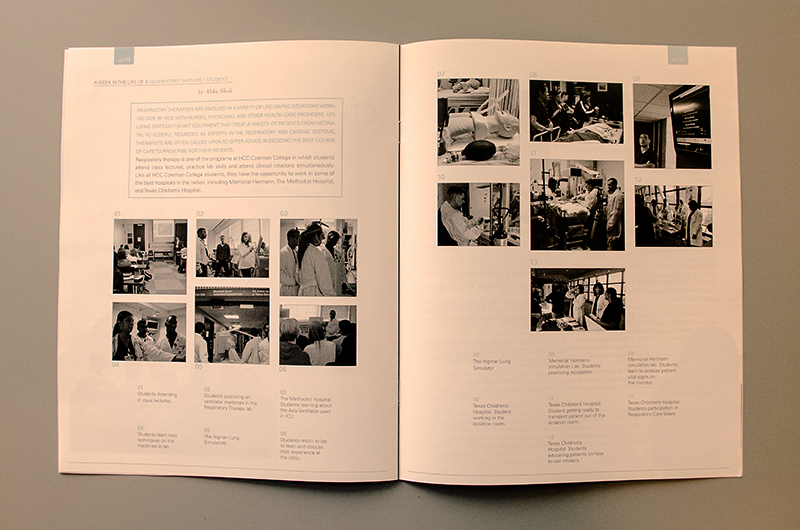 A WEEK IN THE LIFE OF A RESPIRATORY THERAPIST STUDENT
by Abha Shah
RESPIRATORY THERAPISTS ARE INVOLVED IN A VARIETY OF LIFE-SAVING SITUATIONS WORK-
ING SIDE BY SIDE WITH NURSES, PHYSICIANS, AND OTHER HEALTH CARE PROVIDERS. UTI-
LIZING STATE-OF-THE-ART EQUIPMENT, THEY TREAT A VARIETY OF PATIENTS FROM NEONA-
TAL TO ELDERLY. REGARDED AS EXPERTS IN THE RESPIRATORY AND CARDIAC SYSTEMS,
THERAPISTS ARE OFTEN CALLED UPON TO OFFER ADVICE IN DECIDING THE BEST COURSE
OF CARE TO PRESCRIBE FOR THEIR PATIENTS.
Respiratory therapy is one of the programs at HCC Coleman College in which students
attend class lectures, practice lab skills and attend clinical rotations simultaneously.
Like all HCC Coleman College students, they have the opportunity to work in some of
the best hospitals in the nation, including Memorial Hermann, The Methodist Hospital,
and Texas Children's Hospital.
01
02
03
04
05
06
01
Students Attending
in class lectures.
02
Students practicing on
ventilator machines in the
Respiratory Therapy lab.
03
The Methodist Hospital.
Students learning about
the Avea Ventilator used
in ICU.
04
Students learn new
techniques on the
machines in lab.
05
The Ingmar Lung
Simulator.
06
Students return to lab
to learn and discuss
their experience at
the clinic.
07
08
09
10
11
12
13
07
The Ingmar Lung
Simulator
08
Memorial Hermann
simulation Lab. Students
practicing incubation.
09
Memorial Hermann
simulation lab. Students
learn to analyze patient
vital signs on
the monitor.
10
Texas Children's
Hospital. Student
working in the
isolation room.
11
Texas Children's Hospital.
Student getting ready to
transport patient out of the
isolation room.
12
Texas Children's Hospital.
Students participation in
Respiratory Care Week.
13
Texas Children's
Hospital. Students
educating patients on how
to use inhalers.